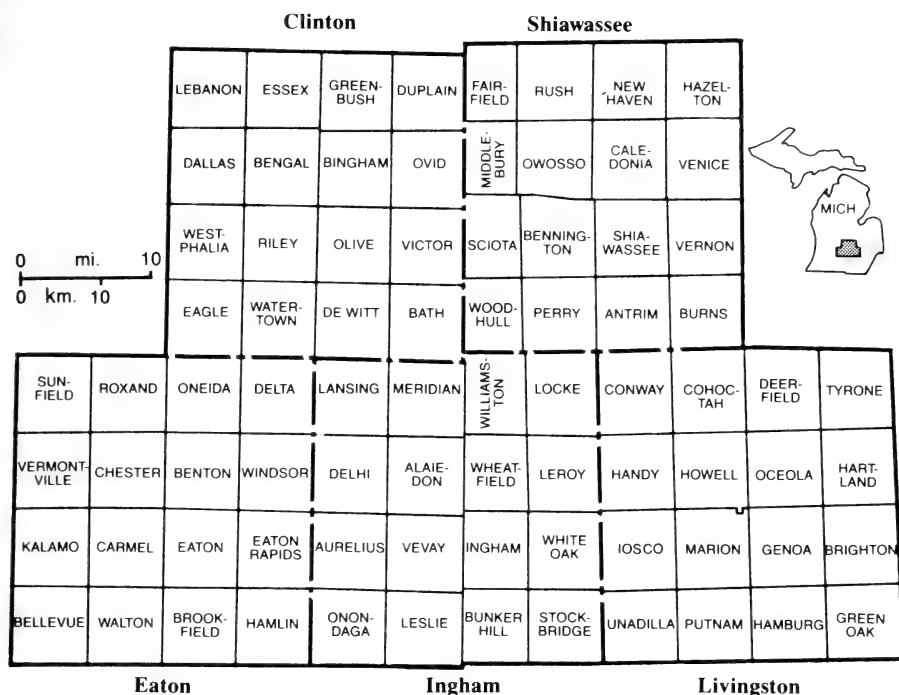 Clinton Shiawassee
LEBANON ESSEX GREEN-
BUSH DUPLAIN FAIR-
FIELD RUSH NEW
HAVEN HAZEL-
TON
DALLAS BENGAL BINGHAM OVID MIDDLE-
BURY OWOSSO CALE-
DONIA VENICE
MICH
WEST-
PHALIA RILEY OLIVE VICTOR SCIOTA BENNING-
TON SHIA-
WASSEE VERNON
0 mi. 10
0 km. 10
EAGLE WATER-
TOWN DE WITT BATH WOOD-
HULL PERRY ANTRIM BURNS
SUN-
FIELD ROXAND ONEIDA DELTA LANSING MERIDIAN WILLIAMS-
TON LOCKE CONWAY COHOC-
TAH DEER-
FIELD TYRONE
VERMONT-
VILLE CHESTER BENTON WINDSOR DELHI ALAIE-
DON WHEAT-
FIELD LEROY HANDY HOWELL OCEOLA HART-
LAND
KALAMO CARMEL EATON EATON
RAPIDS AURELIUS VEVAY INGHAM WHITE
OAK IOSCO MARION GENOA BRIGHTON
BELLEVUE WALTON BROOK-
FIELD HAMLIN ONON-
DAGA LESLIE BUNKER
HILL STOCK-
BRIDGE UNADILLA PUTNAM HAMBURG GREEN
OAK
Eaton Ingham Livingston